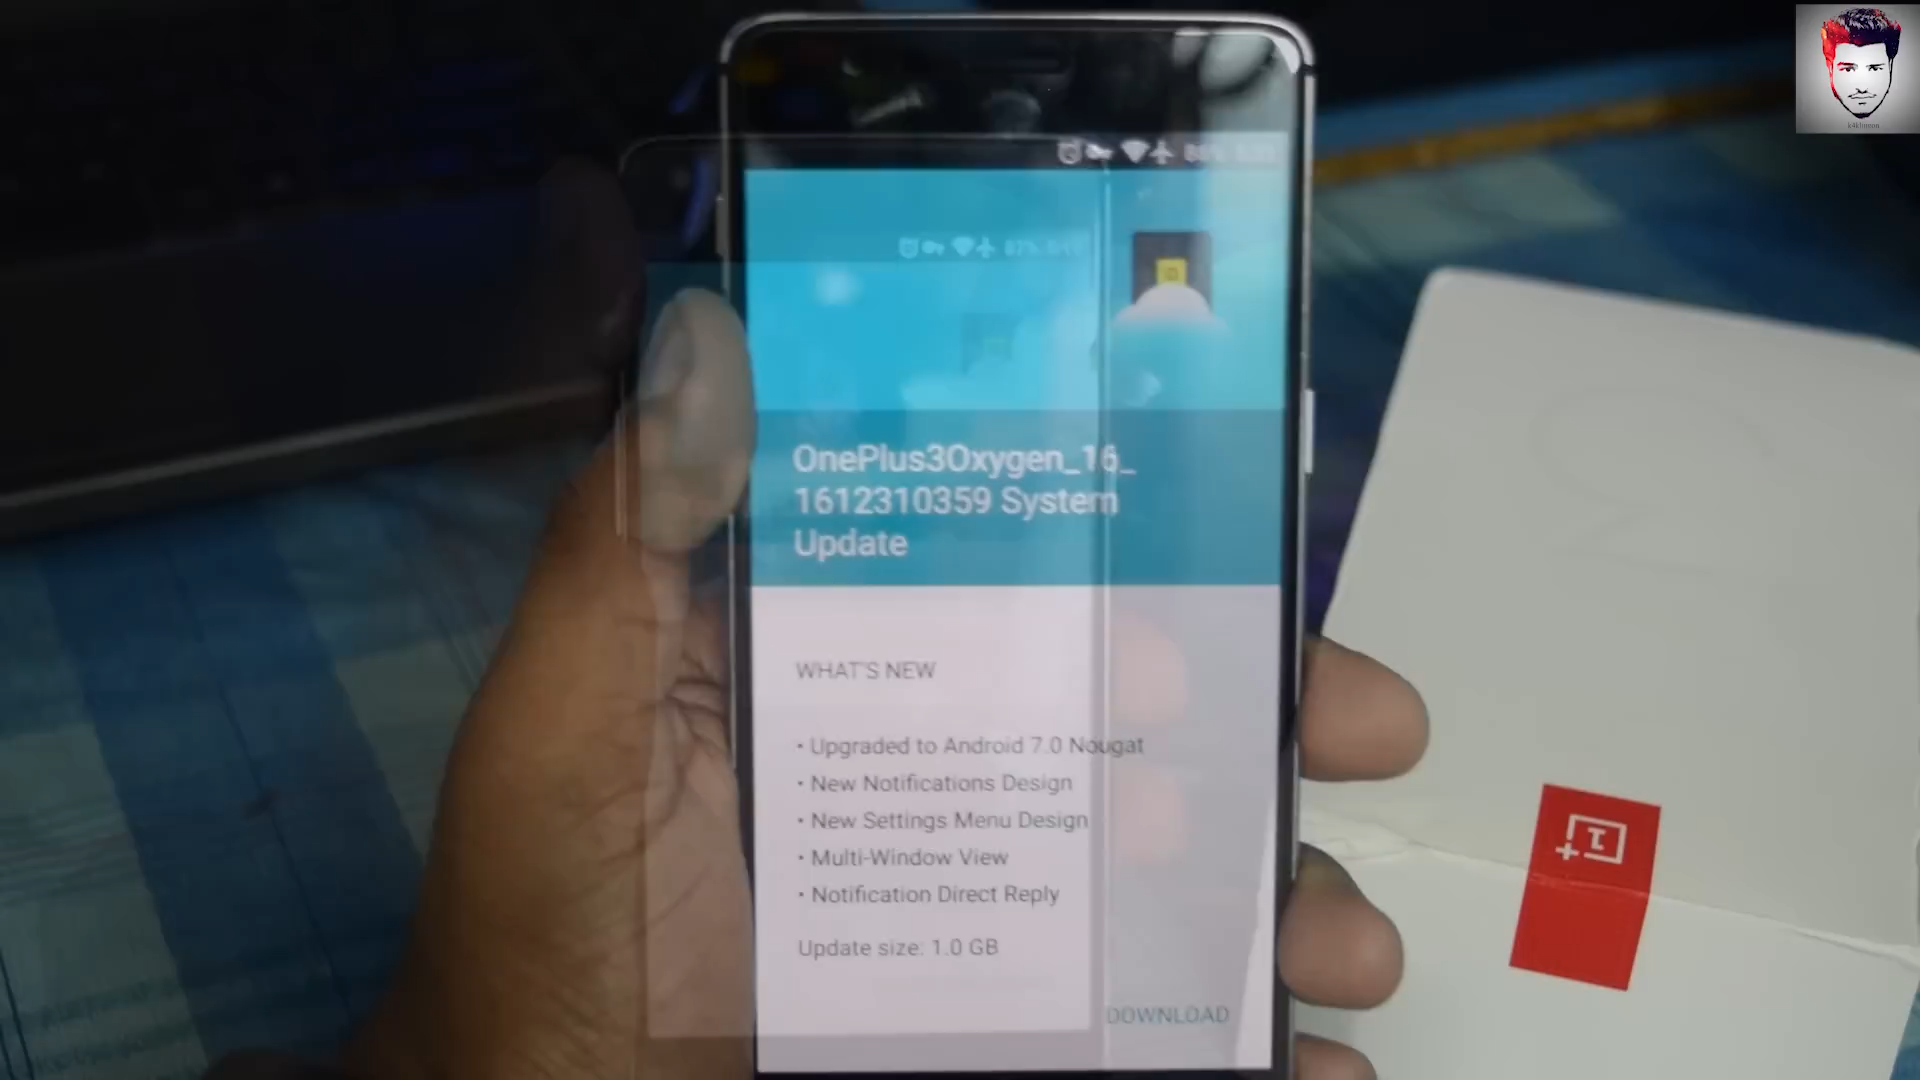 OnePlus3Oxygen_16_
1612310359 System
Update
WHAT'S NEW
• Upgraded to Android 7.0 Nougat
• New Notifications Design
• New Settings Menu Design
• Multi-Window View
• Notification Direct Reply
Update size: 1.0 GB
DOWNLOAD